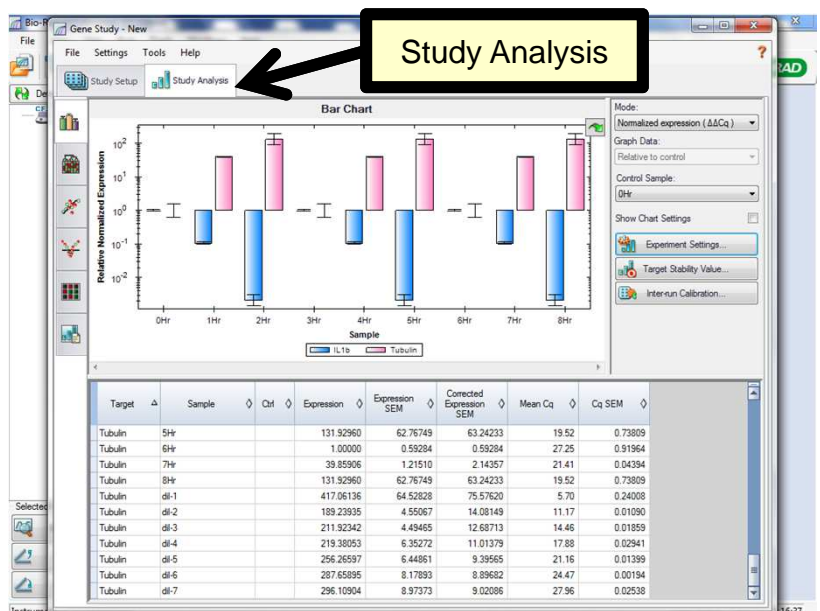 Bio-R
Gene Study - New
File
File Settings Tools Help
?
Study Setup
Study Analysis
Study Analysis
RAD
De
Bar Chart
Relative Normalized Expression
10²
10¹
10⁰
10⁻¹
10⁻²
0Hr 1Hr 2Hr 3Hr 4Hr 5Hr 6Hr 7Hr 8Hr
Sample
IL1b Tubulin
Mode:
Normalized expression ( ΔΔCq )
Graph Data:
Relative to control
Control Sample:
0Hr
Show Chart Settings
Experiment Settings...
Target Stability Value...
Inter-run Calibration...
Target Sample Ctrl Expression Expression SEM Corrected Expression SEM Mean Cq Cq SEM
Tubulin 5Hr 131.92960 62.76749 63.24233 19.52 0.73809
Tubulin 6Hr 1.00000 0.59284 0.59284 27.25 0.91964
Tubulin 7Hr 39.85906 1.21510 2.14357 21.41 0.04394
Tubulin 8Hr 131.92960 62.76749 63.24233 19.52 0.73809
Tubulin dil-1 417.06136 64.52828 75.57620 5.70 0.24008
Tubulin dil-2 189.23935 4.55067 14.08149 11.17 0.01090
Tubulin dil-3 211.92342 4.49465 12.68713 14.46 0.01859
Tubulin dil-4 219.38053 6.35272 11.01379 17.88 0.02941
Tubulin dil-5 256.26597 6.44861 9.39565 21.16 0.01399
Tubulin dil-6 287.65895 8.17893 8.89682 24.47 0.00194
Tubulin dil-7 296.10904 8.97373 9.02086 27.96 0.02538
Selected